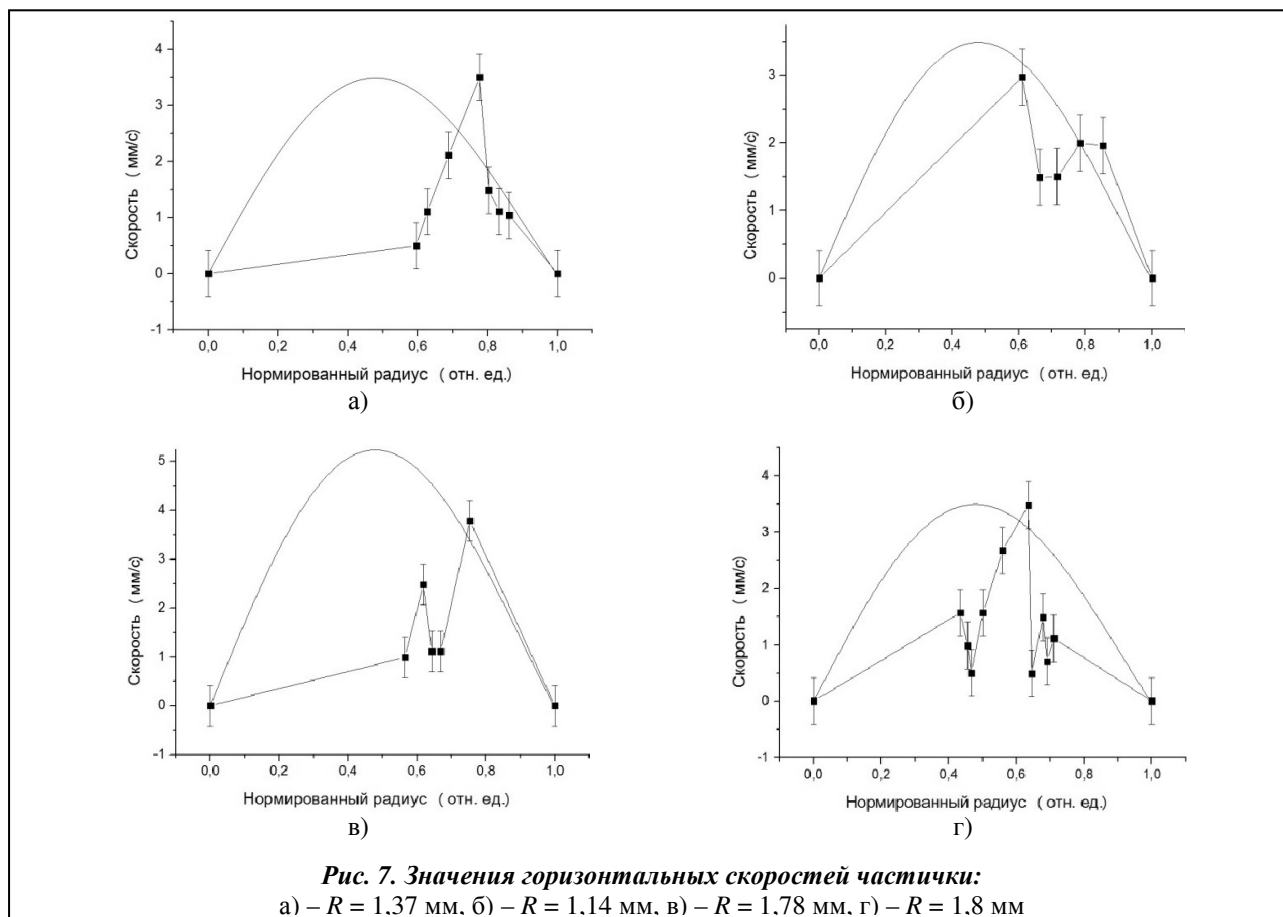 4
3
2
1
0
-1
Скорость ( мм/с)
0,0 0,2 0,4 0,6 0,8 1,0
Нормированный радиус ( отн. ед.)
а)
3
2
1
0
Скорость ( мм/с)
0,0 0,2 0,4 0,6 0,8 1,0
Нормированный радиус ( отн. ед.)
б)
5
4
3
2
1
0
-1
Скорость ( мм/с)
0,0 0,2 0,4 0,6 0,8 1,0
Нормированный радиус ( отн. ед.)
в)
4
3
2
1
0
-1
Скорость ( мм/с)
0,0 0,2 0,4 0,6 0,8 1,0
Нормированный радиус ( отн. ед.)
г)
Рис. 7. Значения горизонтальных скоростей частички:
а) – R = 1,37 мм, б) – R = 1,14 мм, в) – R = 1,78 мм, г) – R = 1,8 мм